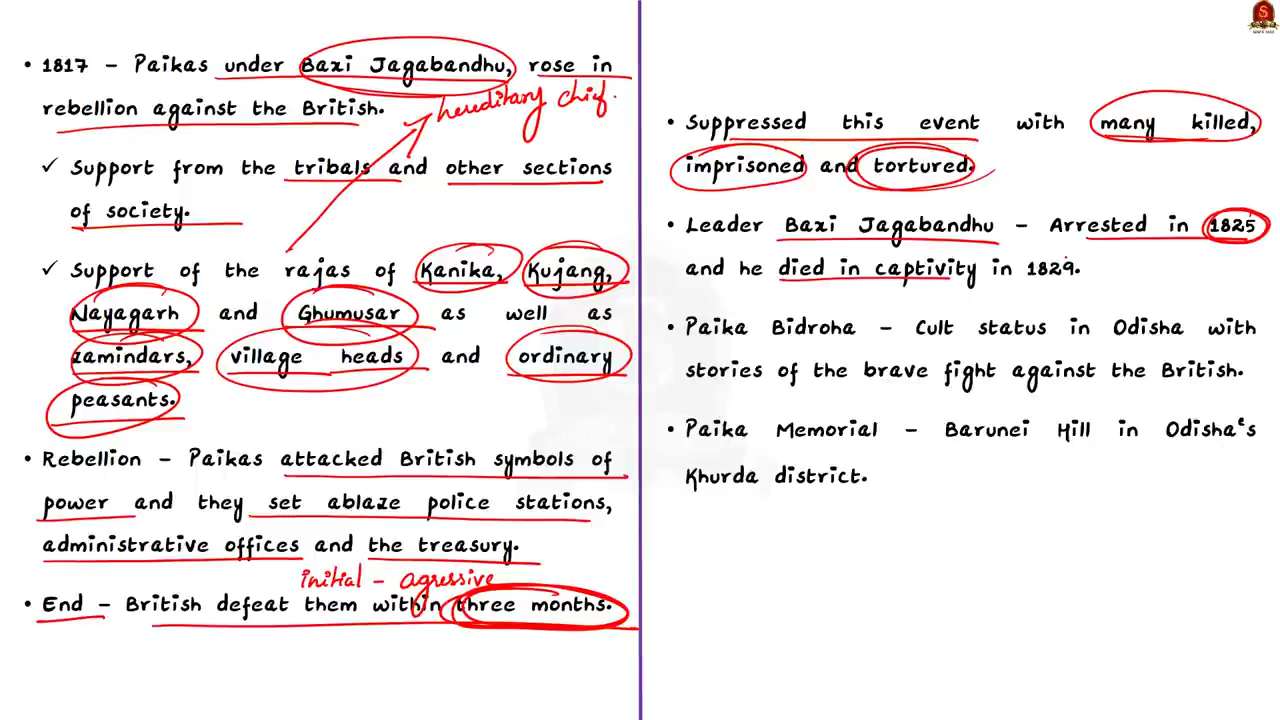 • 1817 – Paikas under Baxi Jagabandhu, rose in
rebellion against the British.
hereditary chief.
✓ Support from the tribals and other sections
of society.
✓ Support of the rajas of Kanika, Kujang,
Nayagarh and Ghumusar as well as
zamindars, village heads and ordinary
peasants.
• Rebellion – Paikas attacked British symbols of
power and they set ablaze police stations,
administrative offices and the treasury.
initial – agressive
• End – British defeat them within three months.
• Suppressed this event with many killed,
imprisoned and tortured.
• Leader Baxi Jagabandhu – Arrested in 1825
and he died in captivity in 1829.
• Paika Bidroha – Cult status in Odisha with
stories of the brave fight against the British.
• Paika Memorial – Barunei Hill in Odisha's
Khurda district.